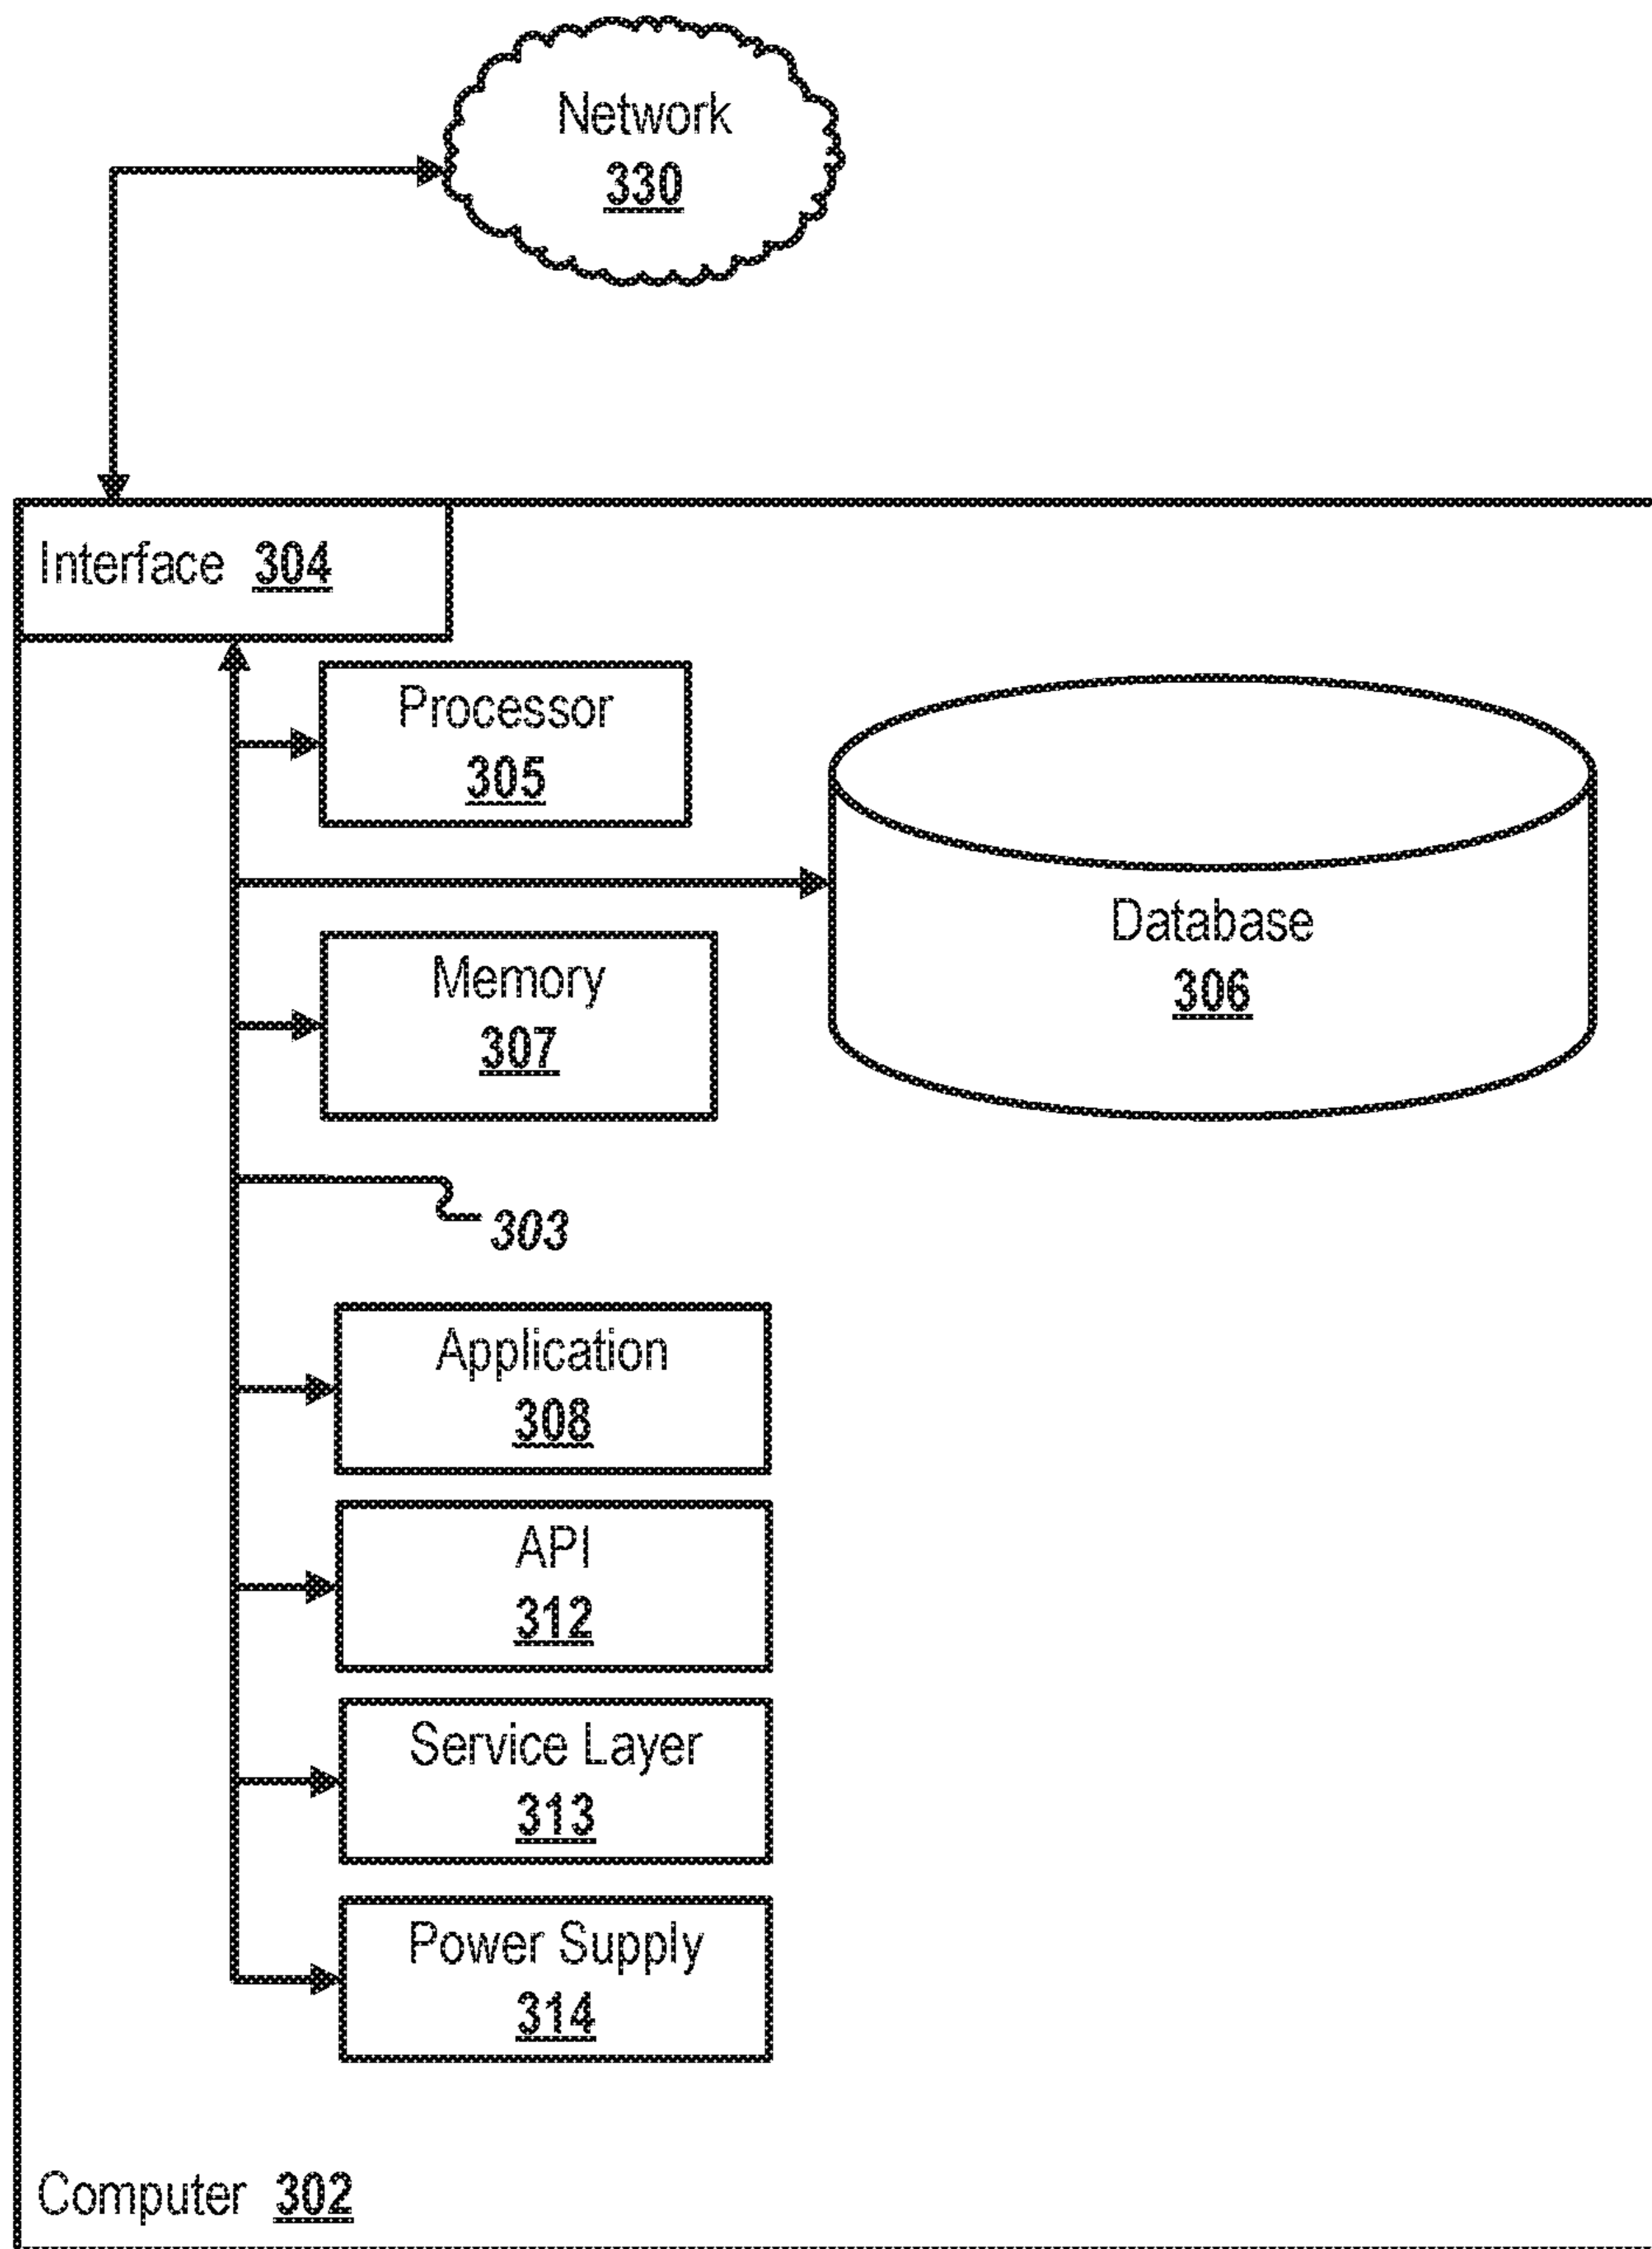 Network
330
Interface 304
Processor
305
Database
306
Memory
307
303
Application
308
API
312
Service Layer
313
Power Supply
314
Computer 302